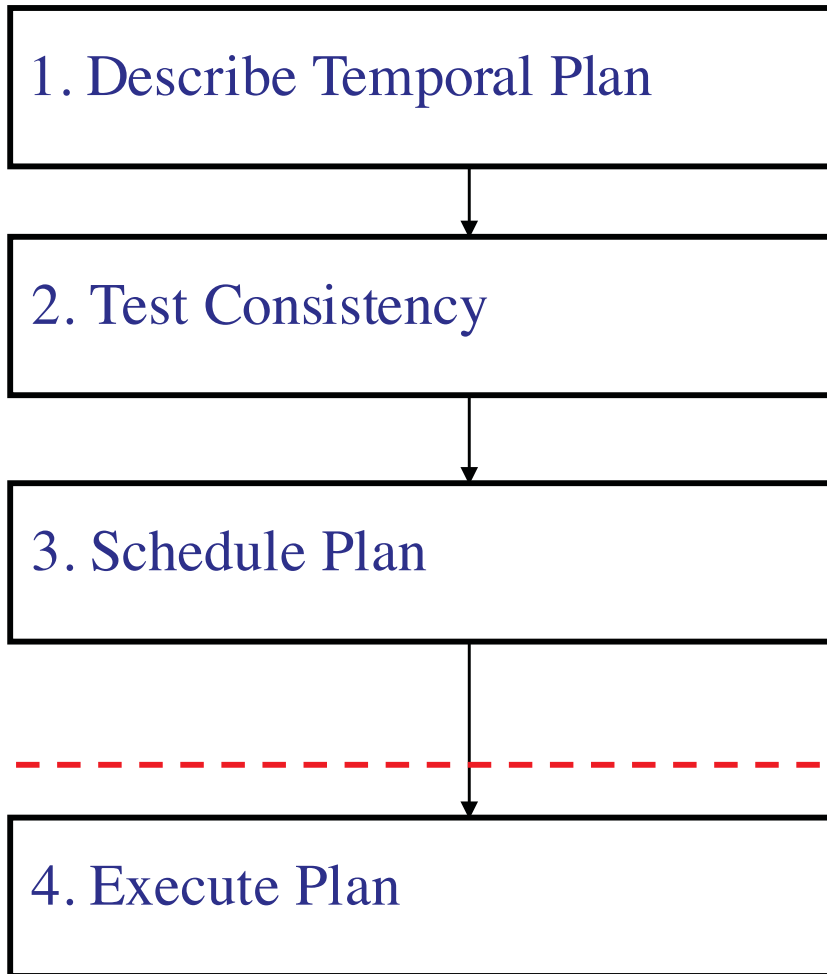 1. Describe Temporal Plan
2. Test Consistency
3. Schedule Plan
4. Execute Plan